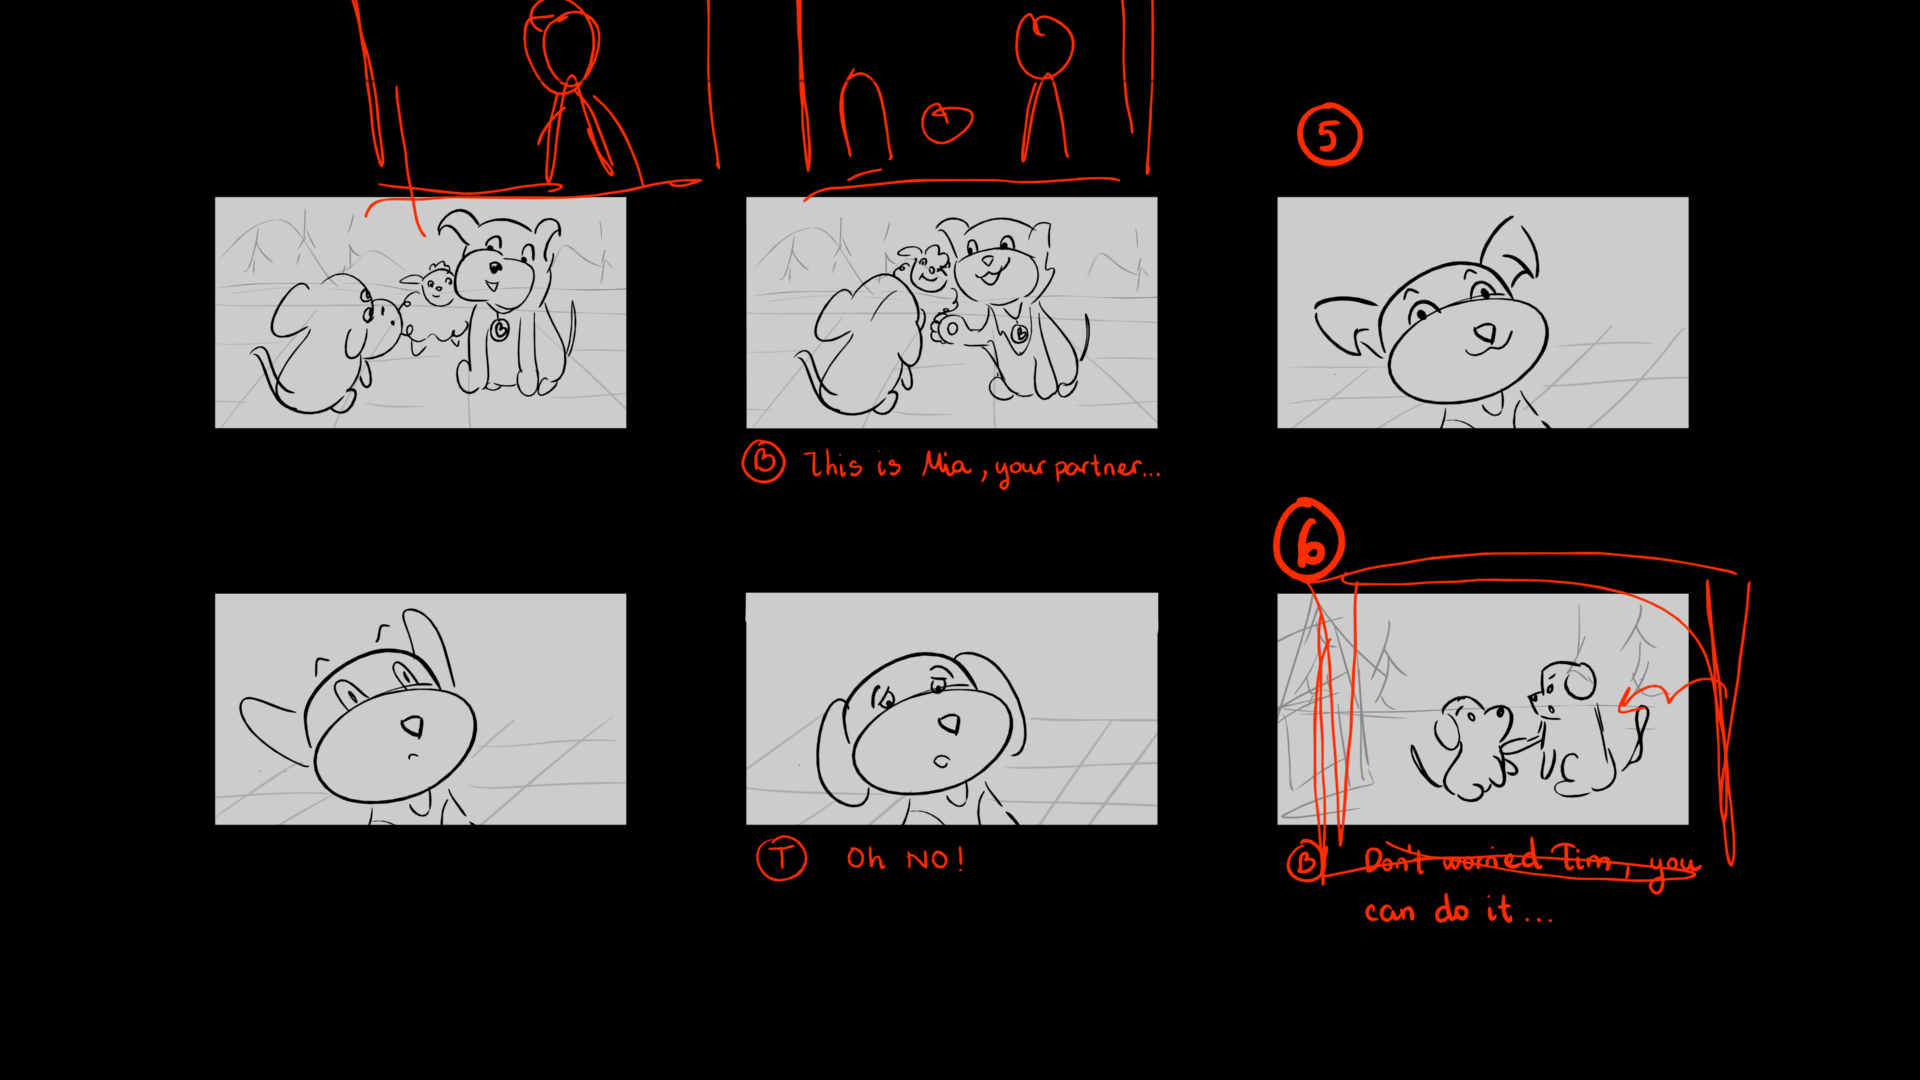 5
B
B
B This is Mia, your partner...
6
T Oh NO!
B Don't worried Tim, you
can do it...